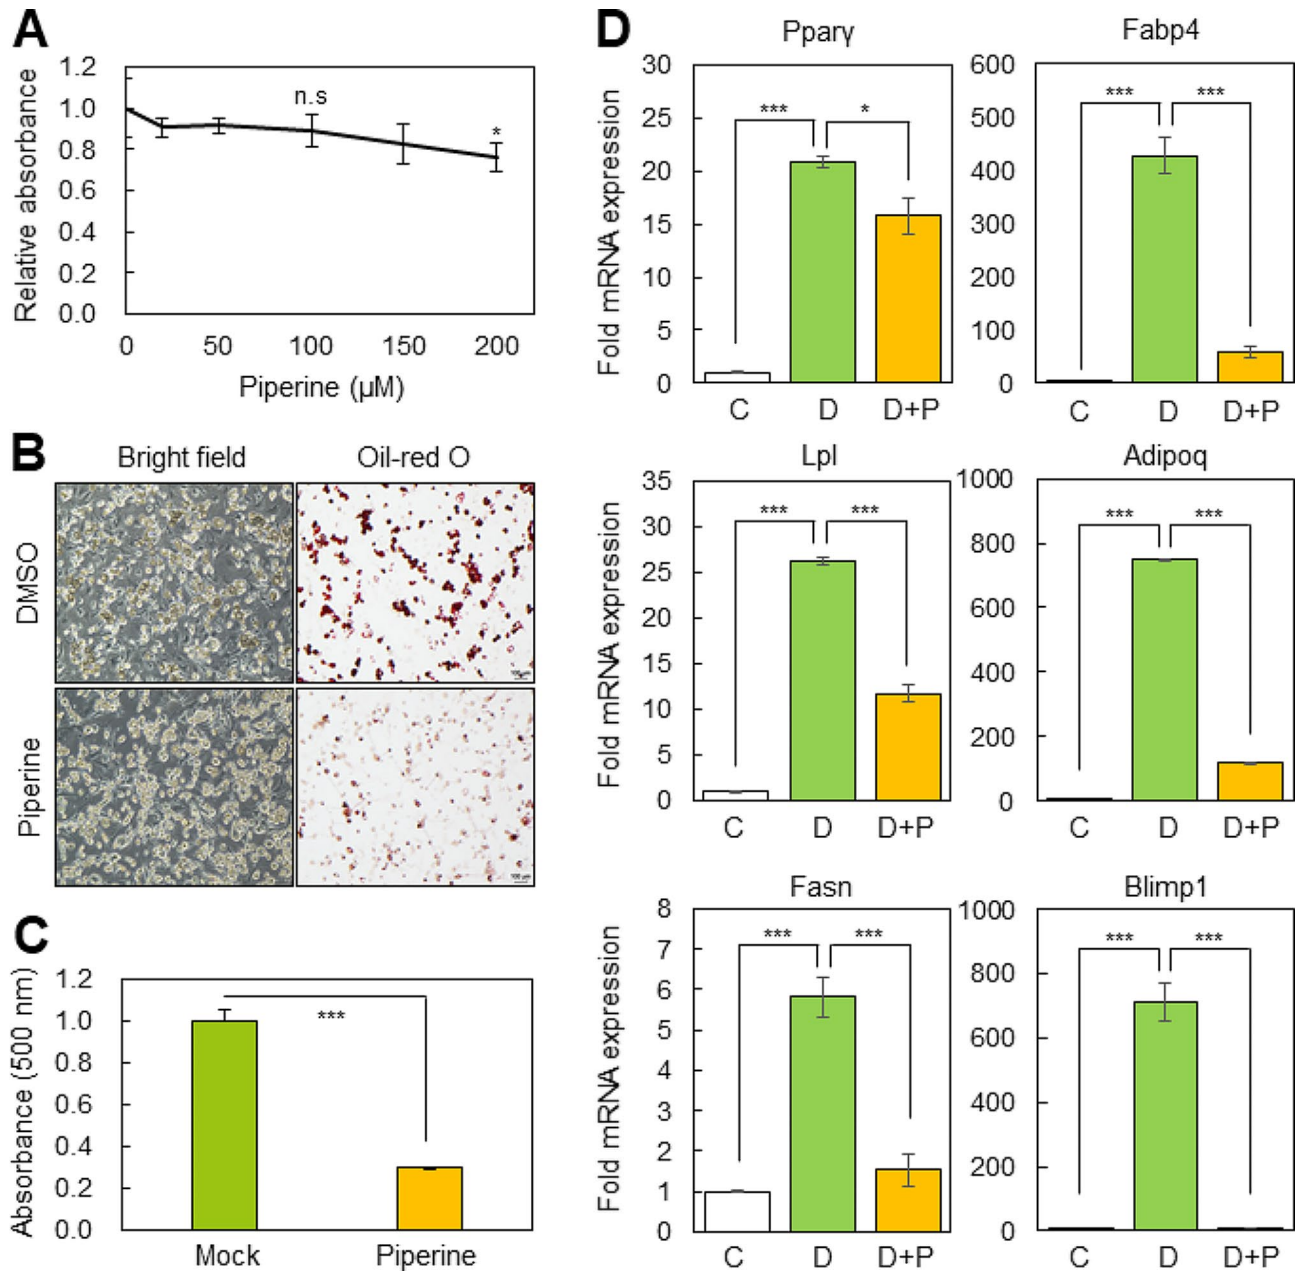 A
1.2
1.0
0.8
0.6
0.4
0.2
0.0
Relative absorbance
n.s
*
0 50 100 150 200
Piperine (µM)
B
Bright field Oil-red O
DMSO
Piperine
100 µm
C
1.2
1.0
0.8
0.6
0.4
0.2
0.0
Absorbance (500 nm)
***
Mock Piperine
D
Pparγ
30
25
20
15
10
5
0
Fold mRNA expression
*** *
C D D+P
Fabp4
600
500
400
300
200
100
0
*** ***
C D D+P
Lpl
35
30
25
20
15
10
5
0
Fold mRNA expression
*** ***
C D D+P
Adipoq
1000
800
600
400
200
0
*** ***
C D D+P
Fasn
8
7
6
5
4
3
2
1
0
Fold mRNA expression
*** ***
C D D+P
Blimp1
1000
800
600
400
200
0
*** ***
C D D+P